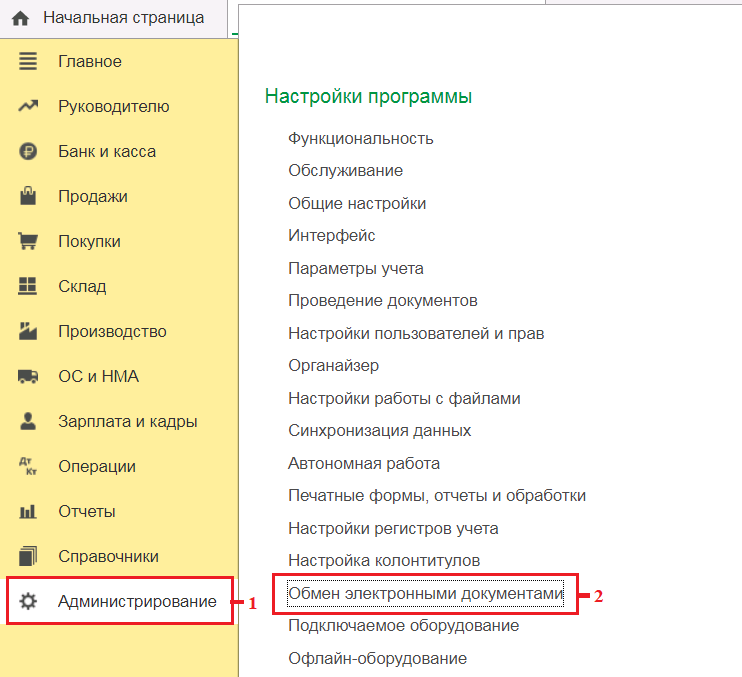 Начальная страница
Главное
Руководителю
Банк и касса
Продажи
Покупки
Склад
Производство
ОС и НМА
Зарплата и кадры
Дт
Кт
Операции
Отчеты
Справочники
Администрирование
1
Настройки программы
Функциональность
Обслуживание
Общие настройки
Интерфейс
Параметры учета
Проведение документов
Настройки пользователей и прав
Органайзер
Настройки работы с файлами
Синхронизация данных
Автономная работа
Печатные формы, отчеты и обработки
Настройки регистров учета
Настройка колонтитулов
Обмен электронными документами
2
Подключаемое оборудование
Офлайн-оборудование